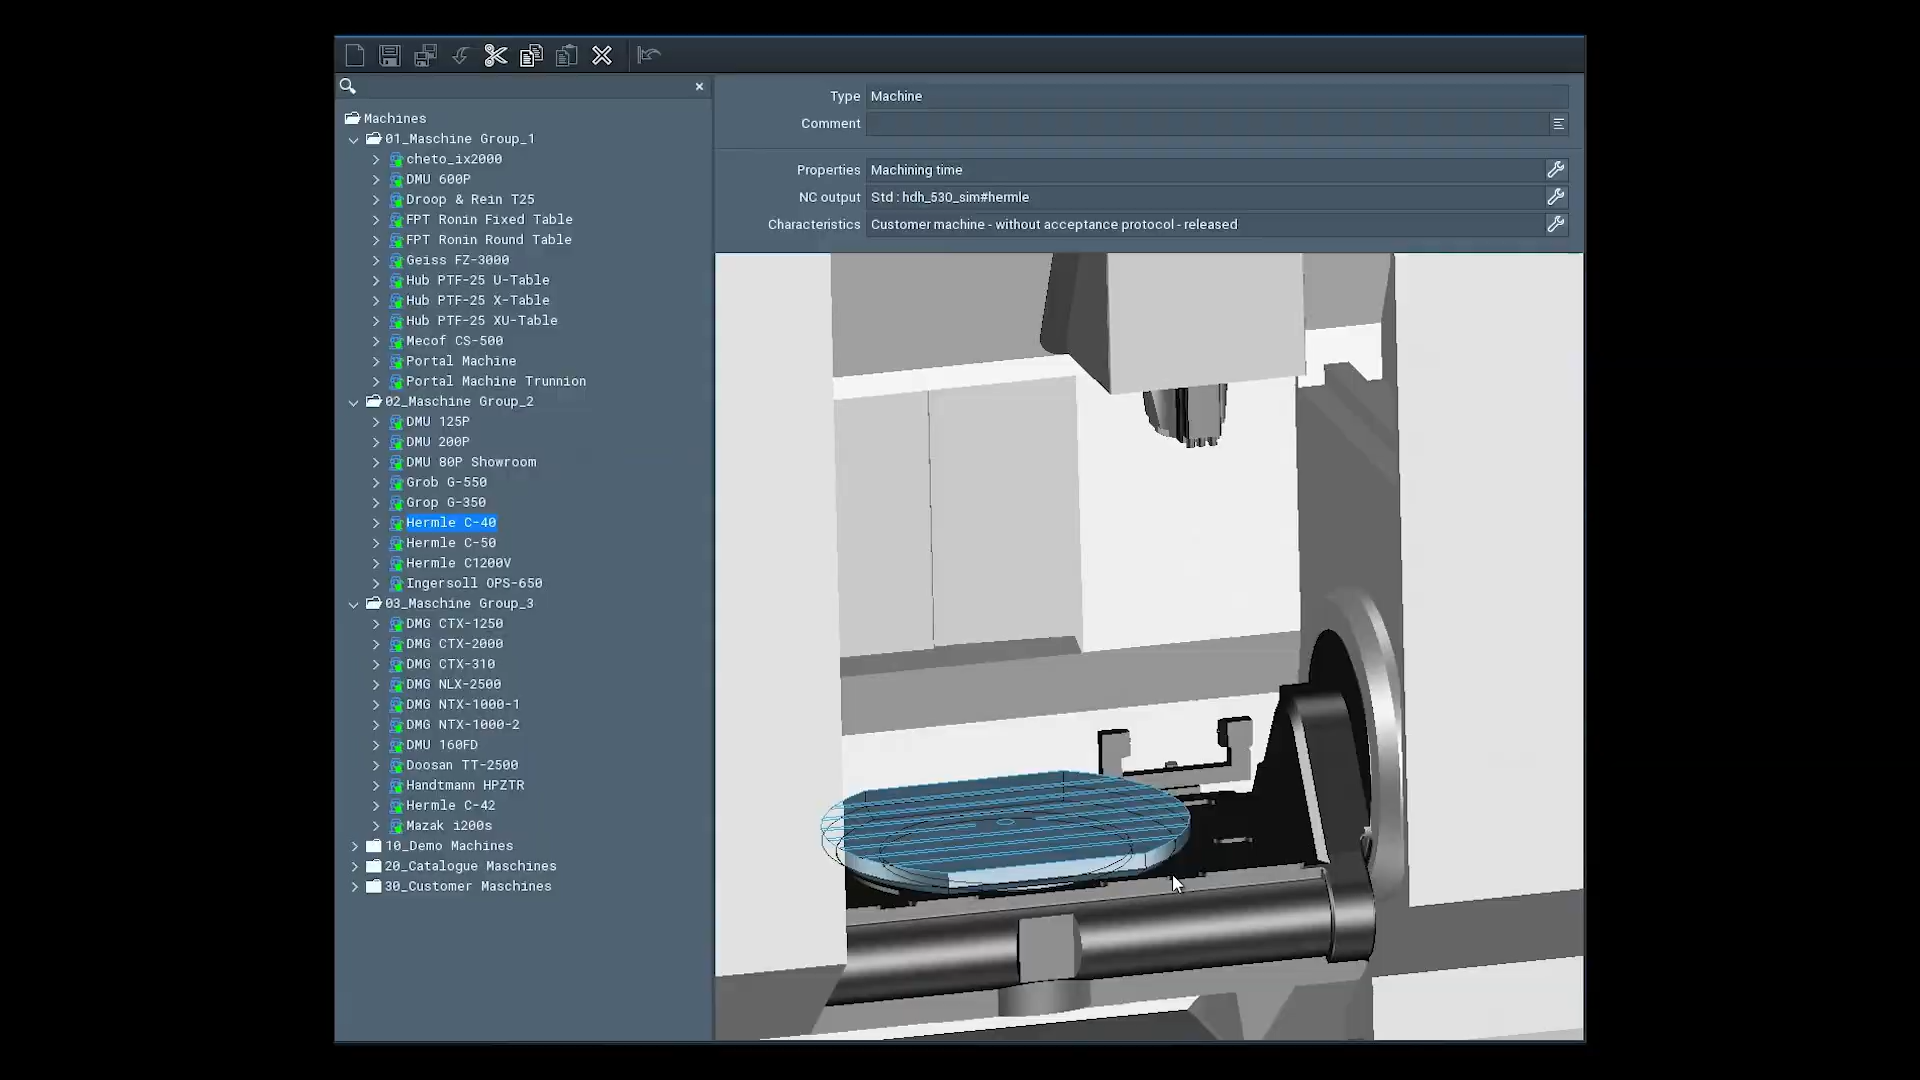 Machines
01_Maschine Group_1
cheto_ix2000
DMU 600P
Droop & Rein T25
FPT Ronin Fixed Table
FPT Ronin Round Table
Geiss FZ-3000
Hub PTF-25 U-Table
Hub PTF-25 X-Table
Hub PTF-25 XU-Table
Mecof CS-500
Portal Machine
Portal Machine Trunnion
02_Maschine Group_2
DMU 125P
DMU 200P
DMU 80P Showroom
Grob G-550
Grop G-350
Hermle C-40
Hermle C-50
Hermle C1200V
Ingersoll OPS-650
03_Maschine Group_3
DMG CTX-1250
DMG CTX-2000
DMG CTX-310
DMG NLX-2500
DMG NTX-1000-1
DMG NTX-1000-2
DMU 160FD
Doosan TT-2500
Handtmann HPZTR
Hermle C-42
Mazak i200s
10_Demo Machines
20_Catalogue Maschines
30_Customer Maschines
Type Machine
Comment
Properties Machining time
NC output Std : hdh_530_sim#hermle
Characteristics Customer machine - without acceptance protocol - released